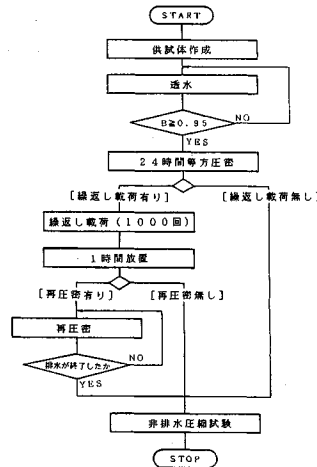 START
供試体作成
透水
B≧0.95
NO
YES
24時間等方圧密
[繰返し載荷有り] [繰返し載荷無し]
繰返し載荷(1000回)
1時間放置
[再圧密有り] [再圧密無し]
再圧密
排水が終了したか
NO
YES
非排水圧縮試験
STOP